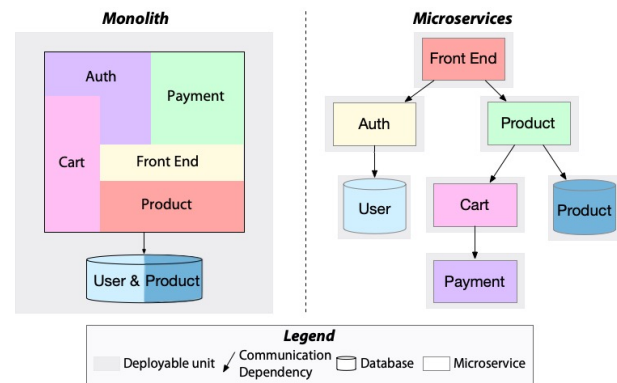 Monolith
Auth
Payment
Cart
Front End
Product
User & Product
Microservices
Front End
Auth
Product
User
Cart
Product
Payment
Legend
Deployable unit
Communication
Dependency
Database
Microservice